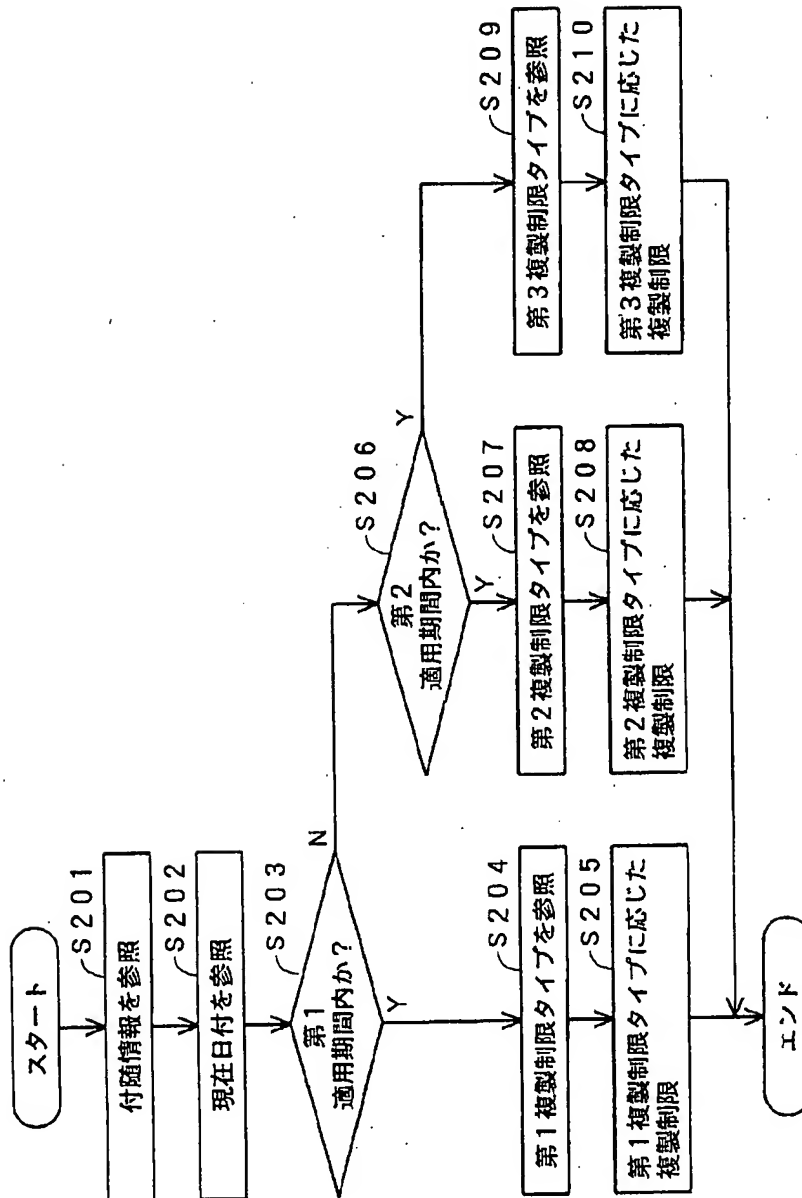 スタート
S201
付随情報を参照
S202
現在日付を参照
S203
第1
適用期間内か?
N
Y
S204
第1複製制限タイプを参照
S205
第1複製制限タイプに応じた
複製制限
S206
第2
適用期間内か?
Y
Y
S207
第2複製制限タイプを参照
S208
第2複製制限タイプに応じた
複製制限
S209
第3複製制限タイプを参照
S210
第3複製制限タイプに応じた
複製制限
エンド